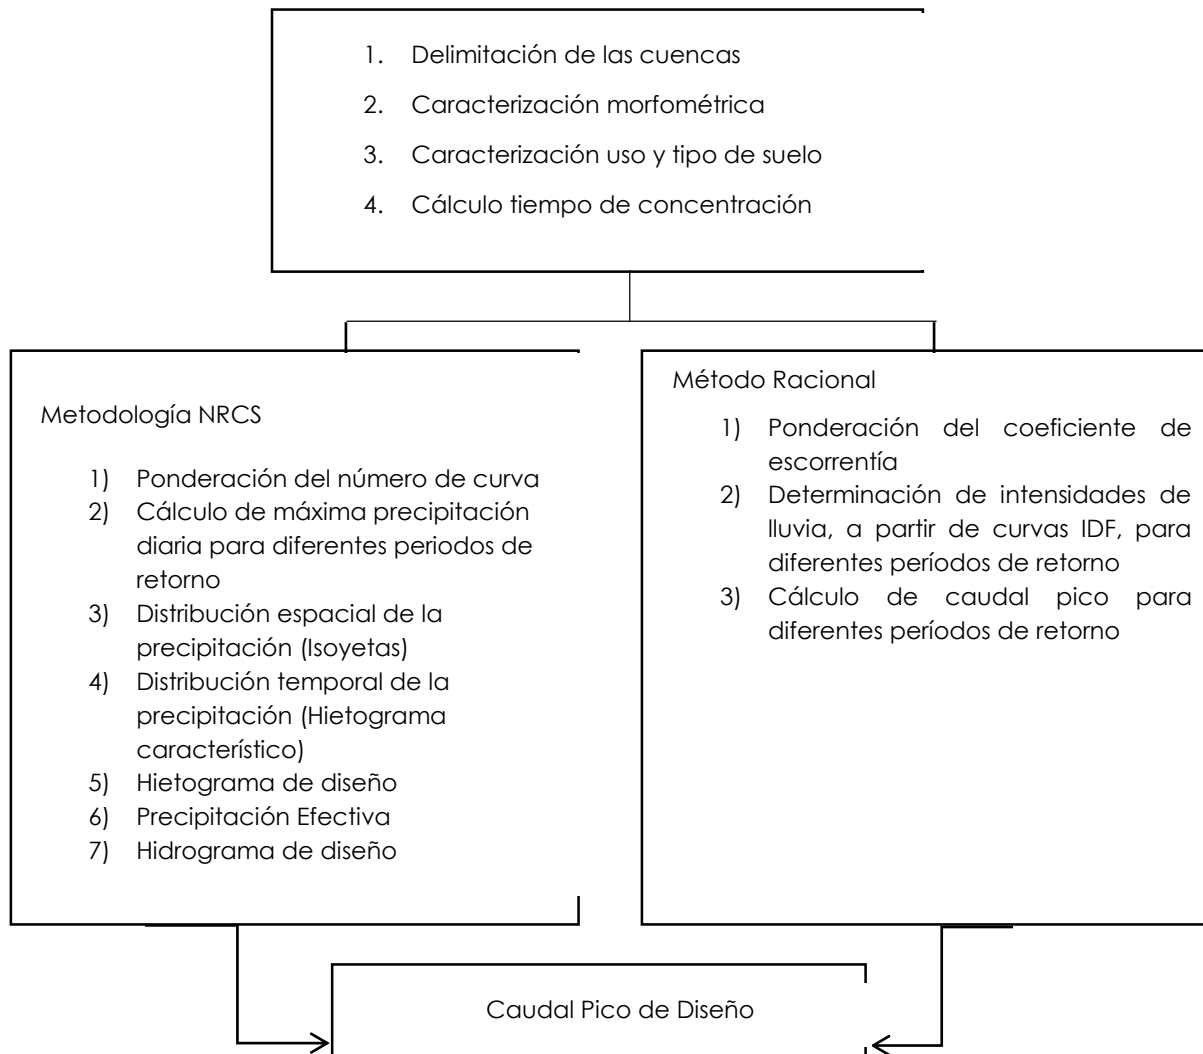 1. Delimitación de las cuencas
2. Caracterización morfométrica
3. Caracterización uso y tipo de suelo
4. Cálculo tiempo de concentración
Metodología NRCS
1) Ponderación del número de curva
2) Cálculo de máxima precipitación
diaria para diferentes periodos de
retorno
3) Distribución espacial de la
precipitación (Isoyetas)
4) Distribución temporal de la
precipitación (Hietograma
característico)
5) Hietograma de diseño
6) Precipitación Efectiva
7) Hidrograma de diseño
Método Racional
1) Ponderación del coeficiente de
escorrentía
2) Determinación de intensidades de
lluvia, a partir de curvas IDF, para
diferentes períodos de retorno
3) Cálculo de caudal pico para
diferentes períodos de retorno
Caudal Pico de Diseño